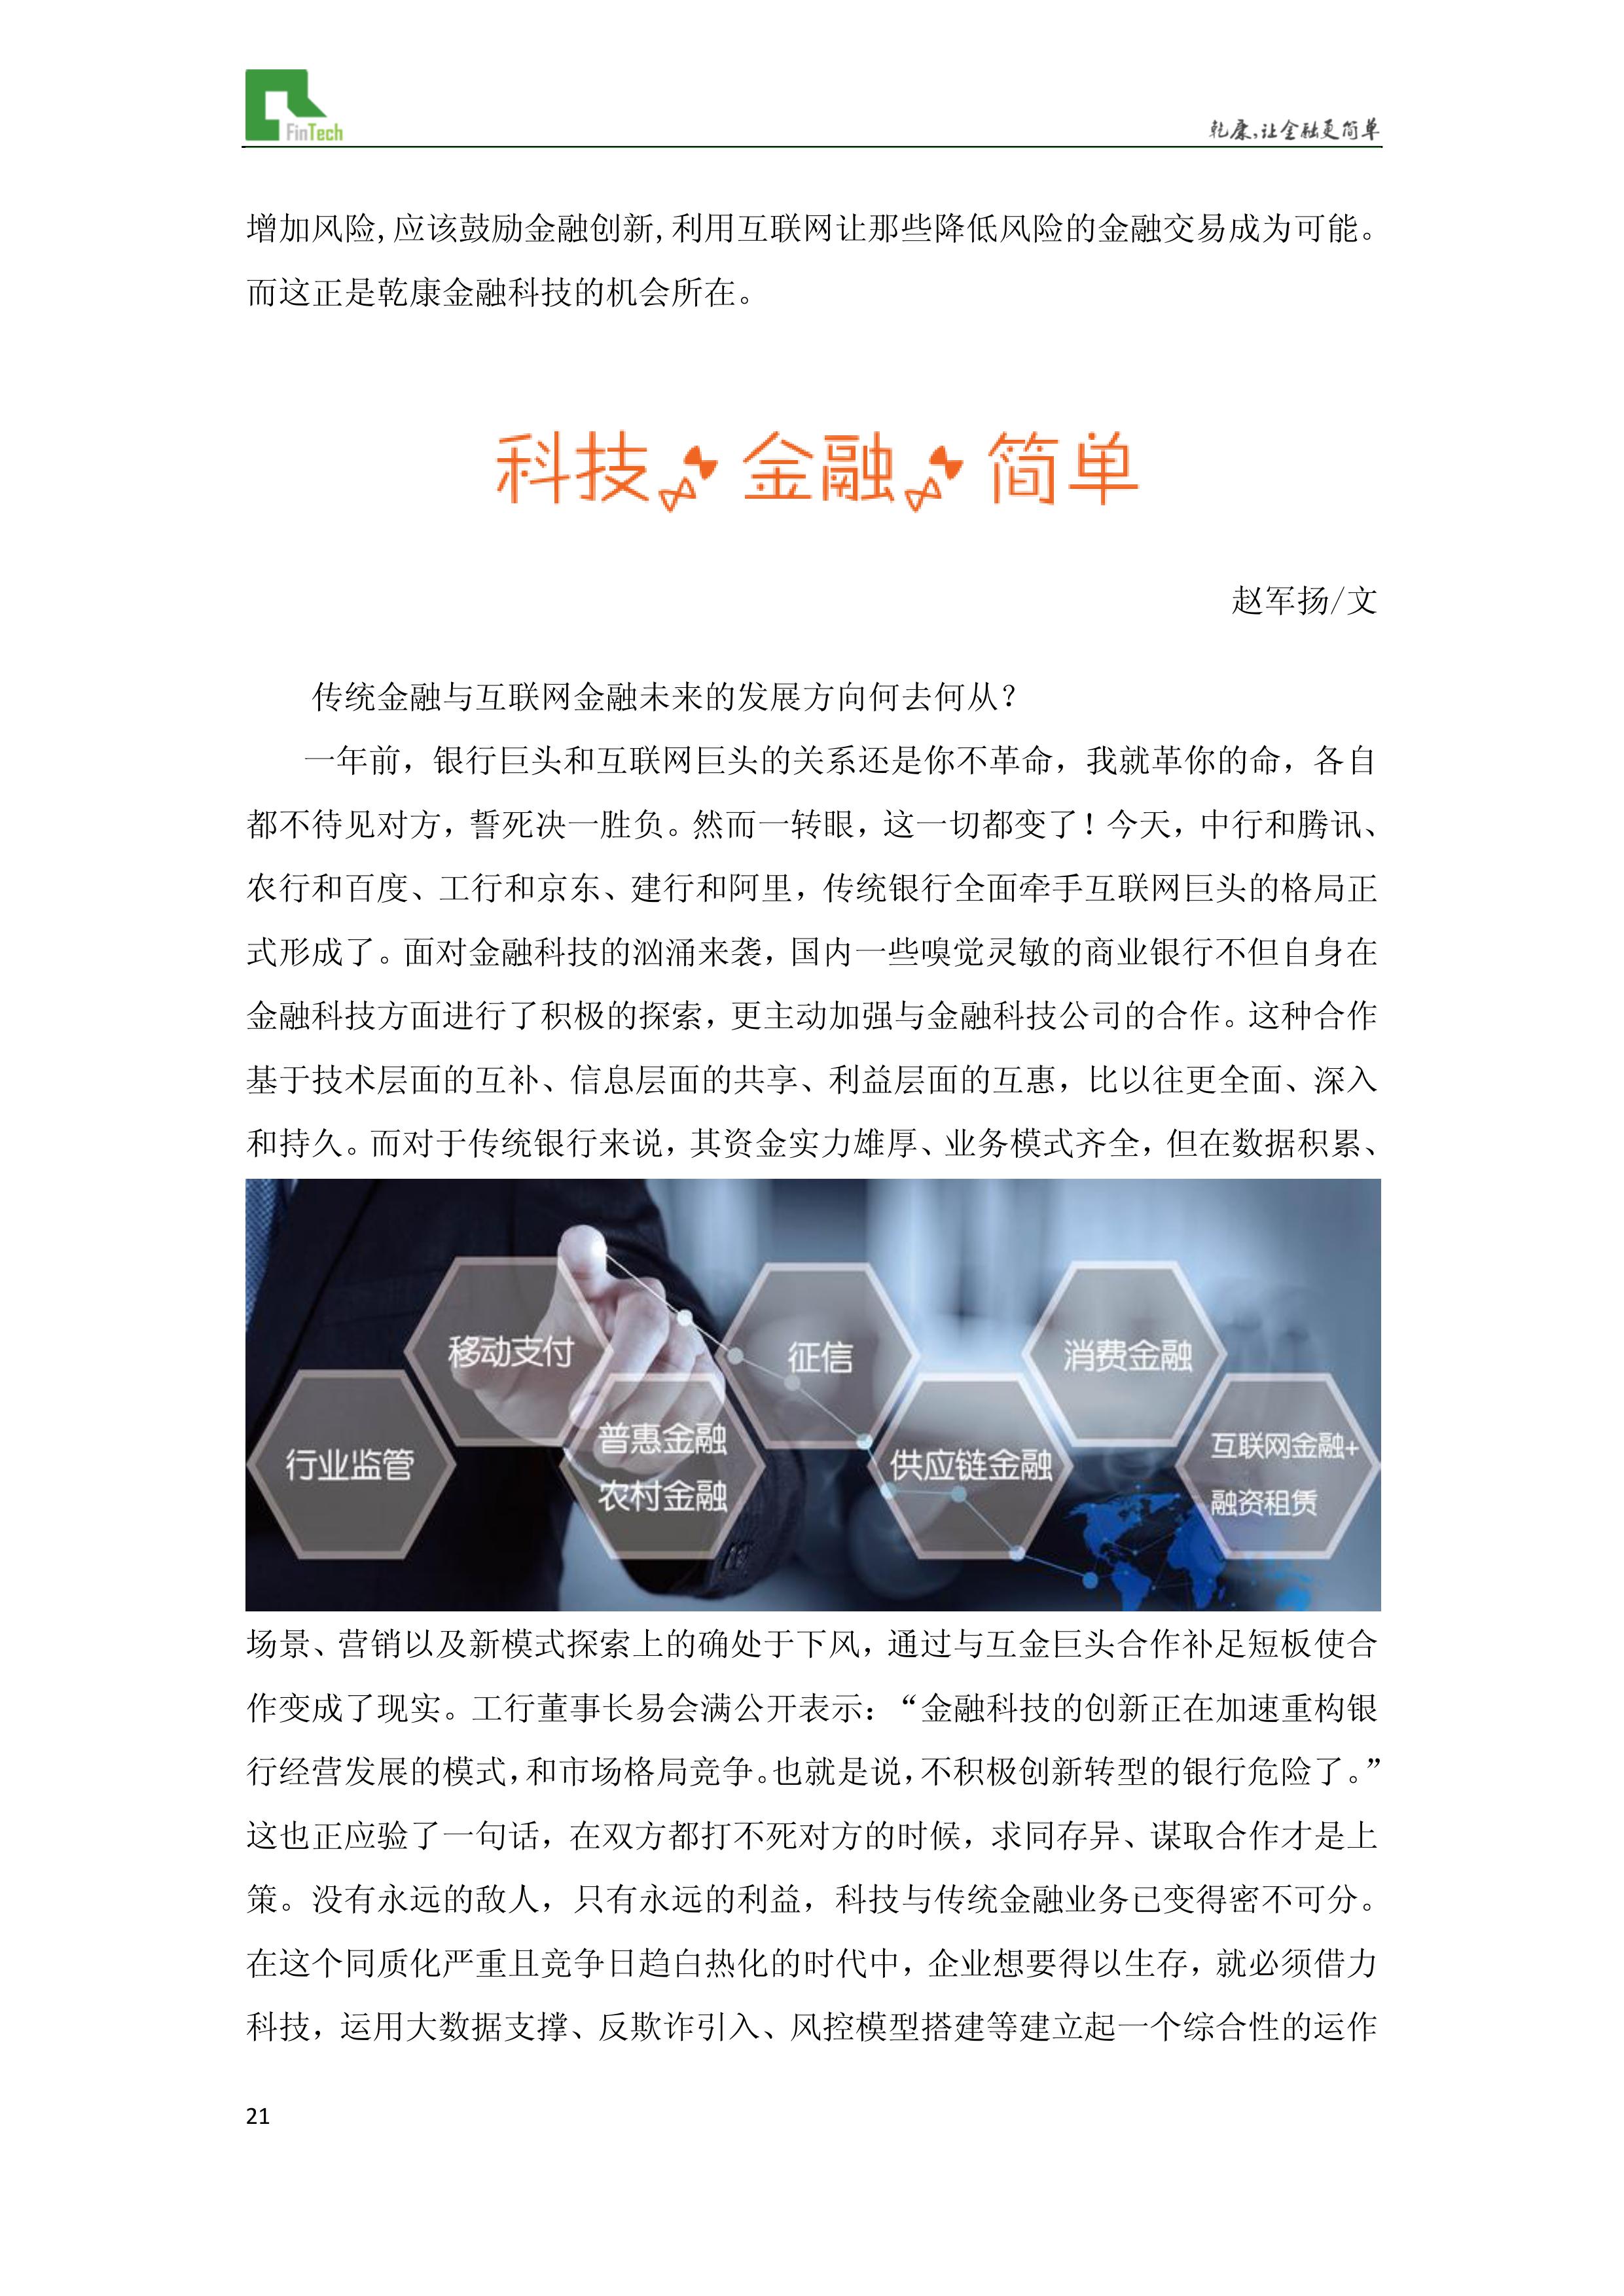 FinTech
乾康,让金融更简单
增加风险,应该鼓励金融创新,利用互联网让那些降低风险的金融交易成为可能。
而这正是乾康金融科技的机会所在。
科技 金融 简单
赵军扬/文
传统金融与互联网金融未来的发展方向何去何从？
一年前，银行巨头和互联网巨头的关系还是你不革命，我就革你的命，各自
都不待见对方，誓死决一胜负。然而一转眼，这一切都变了！今天，中行和腾讯、
农行和百度、工行和京东、建行和阿里，传统银行全面牵手互联网巨头的格局正
式形成了。面对金融科技的汹涌来袭，国内一些嗅觉灵敏的商业银行不但自身在
金融科技方面进行了积极的探索，更主动加强与金融科技公司的合作。这种合作
基于技术层面的互补、信息层面的共享、利益层面的互惠，比以往更全面、深入
和持久。而对于传统银行来说，其资金实力雄厚、业务模式齐全，但在数据积累、
移动支付
征信
消费金融
行业监管
普惠金融
农村金融
供应链金融
互联网金融+
融资租赁
场景、营销以及新模式探索上的确处于下风，通过与互金巨头合作补足短板使合
作变成了现实。工行董事长易会满公开表示：“金融科技的创新正在加速重构银
行经营发展的模式，和市场格局竞争。也就是说，不积极创新转型的银行危险了。”
这也正应验了一句话，在双方都打不死对方的时候，求同存异、谋取合作才是上
策。没有永远的敌人，只有永远的利益，科技与传统金融业务已变得密不可分。
在这个同质化严重且竞争日趋白热化的时代中，企业想要得以生存，就必须借力
科技，运用大数据支撑、反欺诈引入、风控模型搭建等建立起一个综合性的运作
21